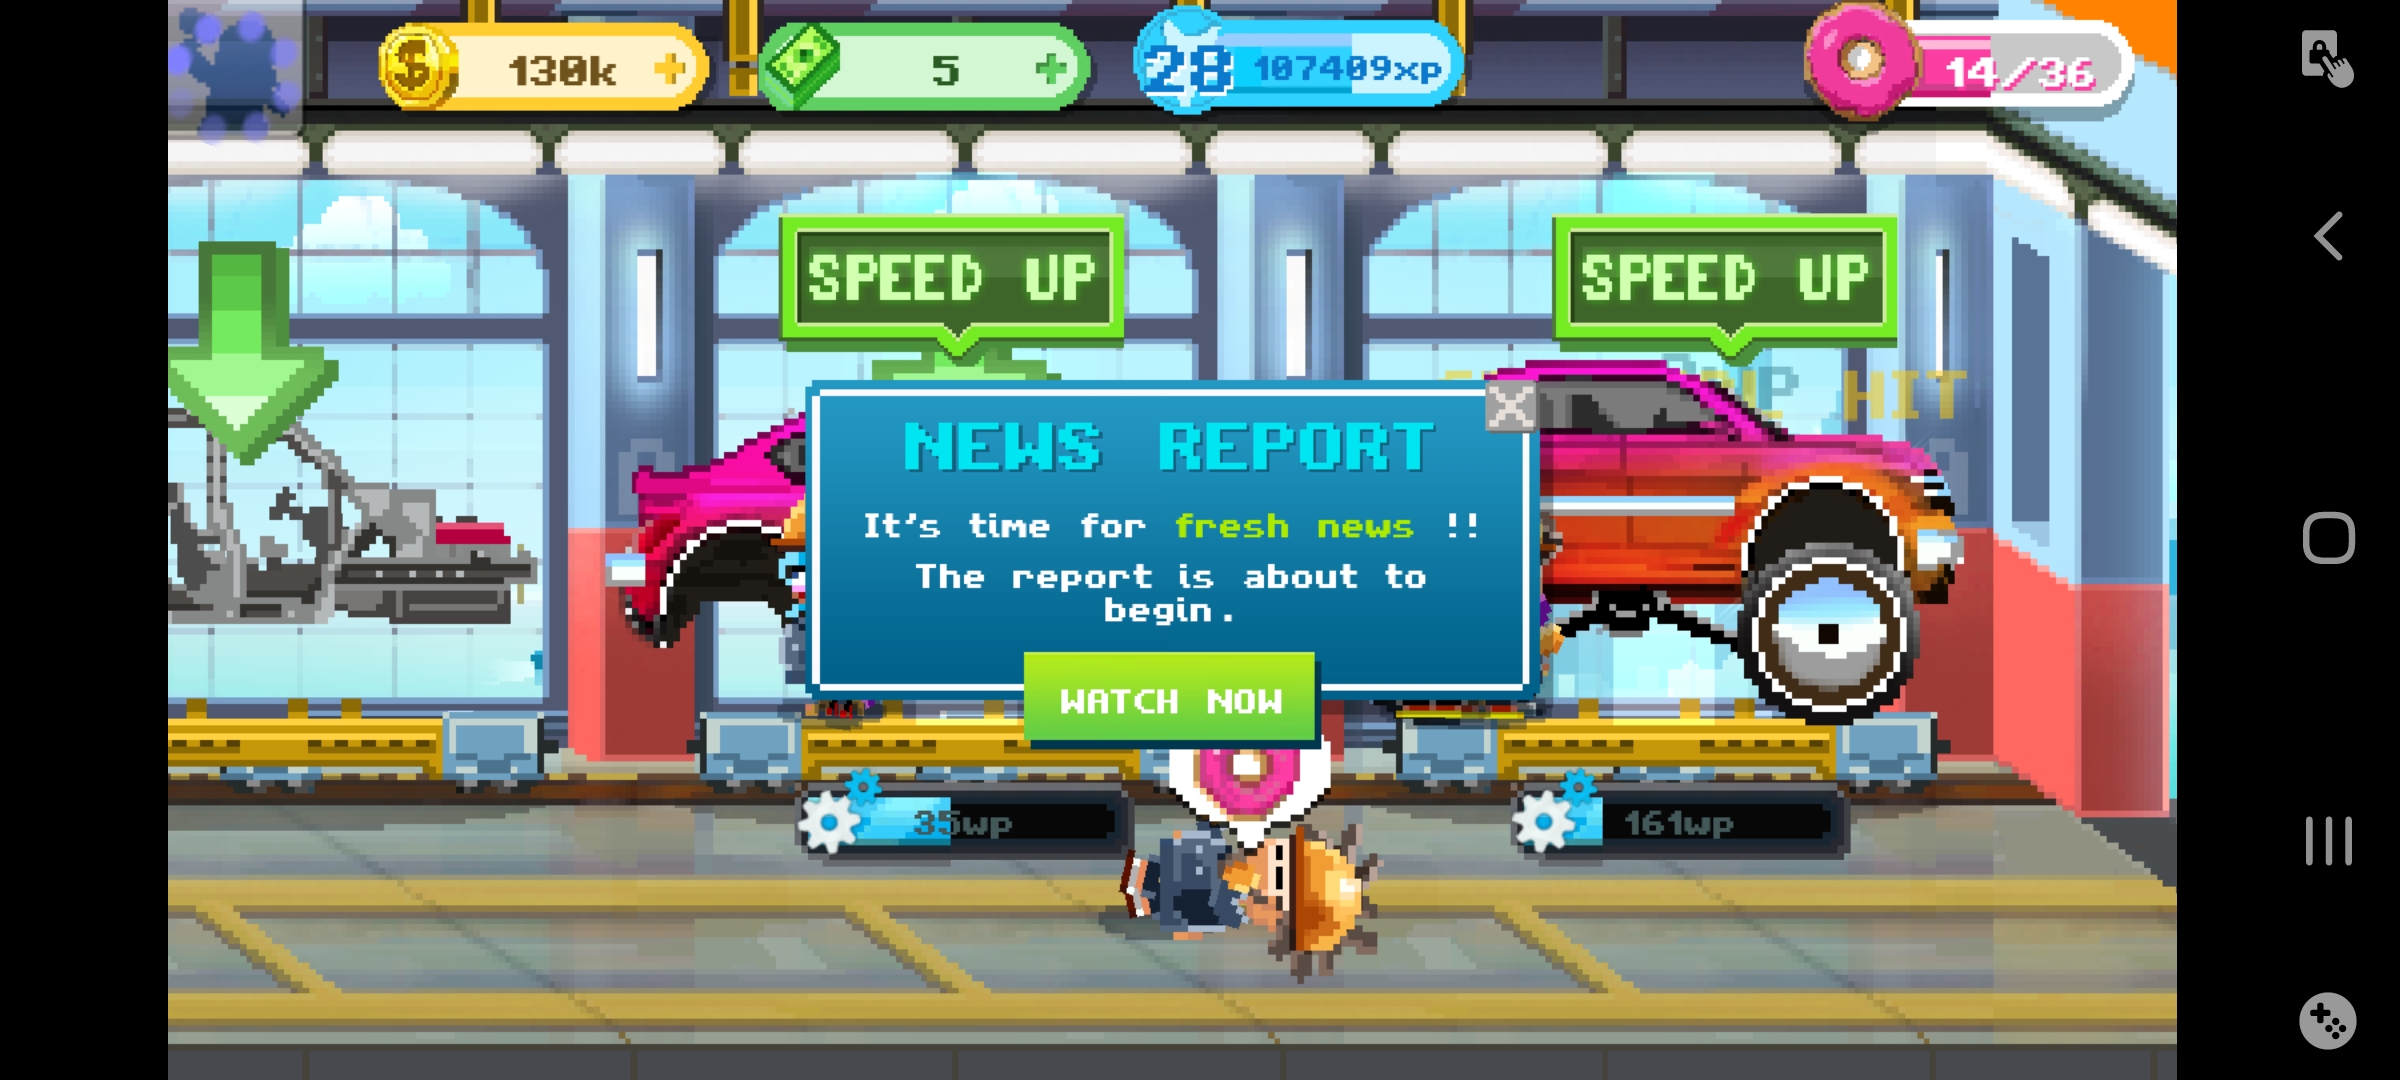 130k
5
28 107409xp
14/36
SPEED UP
SPEED UP
HIT
NEWS REPORT
It's time for fresh news !!
The report is about to
begin.
WATCH NOW
35wp
161wp